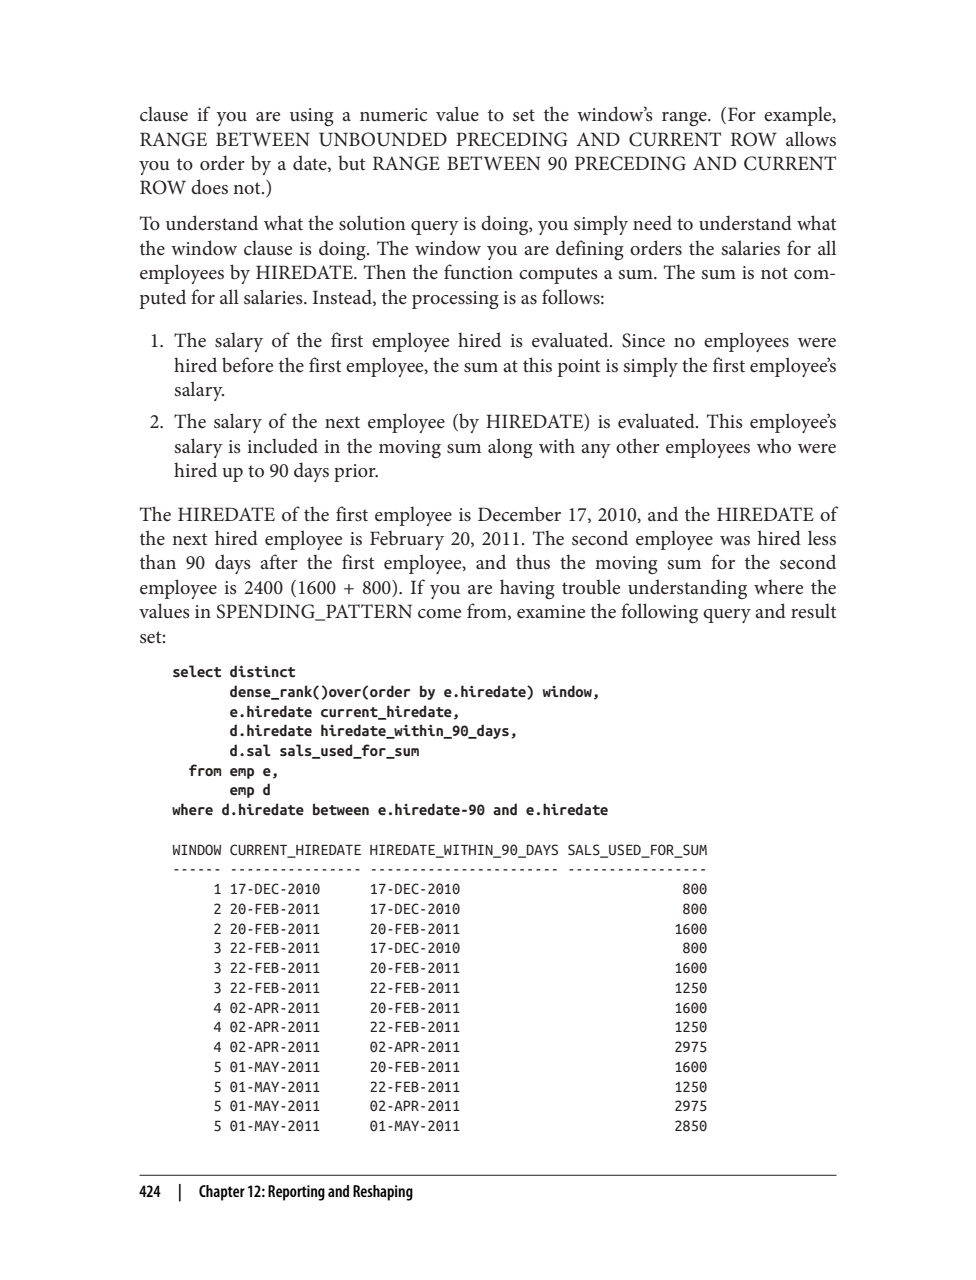 clause if you are using a numeric value to set the window’s range. (For example,
RANGE BETWEEN UNBOUNDED PRECEDING AND CURRENT ROW allows
you to order by a date, but RANGE BETWEEN 90 PRECEDING AND CURRENT
ROW does not.)
To understand what the solution query is doing, you simply need to understand what
the window clause is doing. The window you are defining orders the salaries for all
employees by HIREDATE. Then the function computes a sum. The sum is not com-
puted for all salaries. Instead, the processing is as follows:
1. The salary of the first employee hired is evaluated. Since no employees were
hired before the first employee, the sum at this point is simply the first employee’s
salary.
2. The salary of the next employee (by HIREDATE) is evaluated. This employee’s
salary is included in the moving sum along with any other employees who were
hired up to 90 days prior.
The HIREDATE of the first employee is December 17, 2010, and the HIREDATE of
the next hired employee is February 20, 2011. The second employee was hired less
than 90 days after the first employee, and thus the moving sum for the second
employee is 2400 (1600 + 800). If you are having trouble understanding where the
values in SPENDING_PATTERN come from, examine the following query and result
set:
select distinct
dense_rank()over(order by e.hiredate) window,
e.hiredate current_hiredate,
d.hiredate hiredate_within_90_days,
d.sal sals_used_for_sum
from emp e,
emp d
where d.hiredate between e.hiredate-90 and e.hiredate
WINDOW CURRENT_HIREDATE HIREDATE_WITHIN_90_DAYS SALS_USED_FOR_SUM
------ ---------------- ----------------------- -----------------
1 17-DEC-2010 17-DEC-2010 800
2 20-FEB-2011 17-DEC-2010 800
2 20-FEB-2011 20-FEB-2011 1600
3 22-FEB-2011 17-DEC-2010 800
3 22-FEB-2011 20-FEB-2011 1600
3 22-FEB-2011 22-FEB-2011 1250
4 02-APR-2011 20-FEB-2011 1600
4 02-APR-2011 22-FEB-2011 1250
4 02-APR-2011 02-APR-2011 2975
5 01-MAY-2011 20-FEB-2011 1600
5 01-MAY-2011 22-FEB-2011 1250
5 01-MAY-2011 02-APR-2011 2975
5 01-MAY-2011 01-MAY-2011 2850
424 | Chapter 12: Reporting and Reshaping